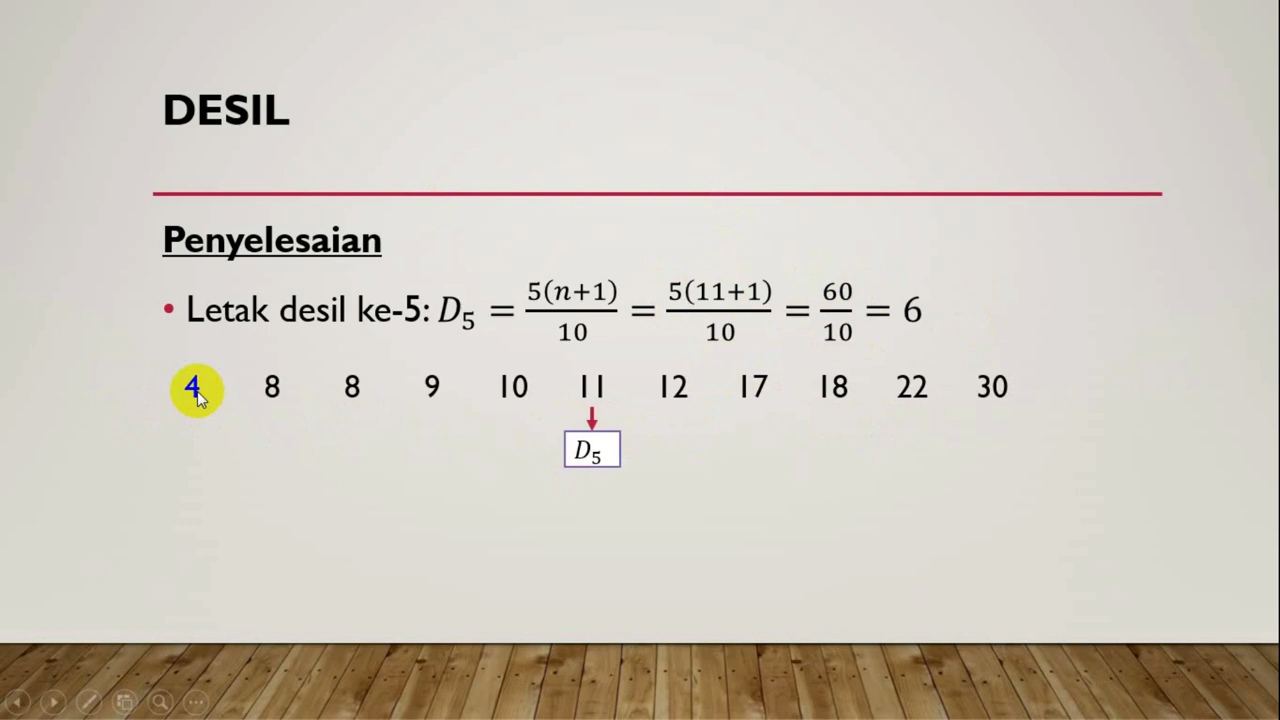 DESIL
Penyelesaian
• Letak desil ke-5: D₅ = 5(n+1)/10 = 5(11+1)/10 = 60/10 = 6
4 8 8 9 10 11 12 17 18 22 30
D₅